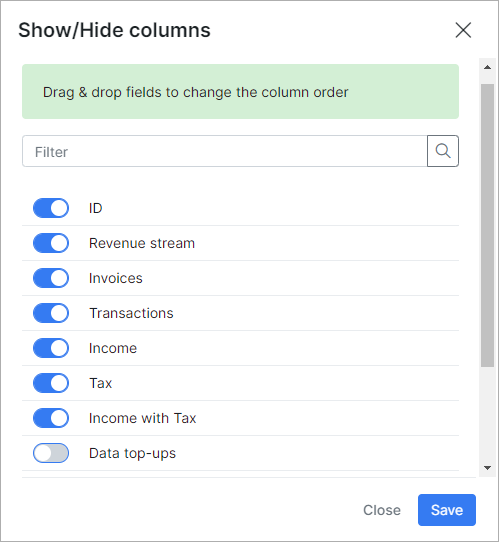 Show/Hide columns
Drag & drop fields to change the column order
Filter
ID
Revenue stream
Invoices
Transactions
Income
Tax
Income with Tax
Data top-ups
Close Save